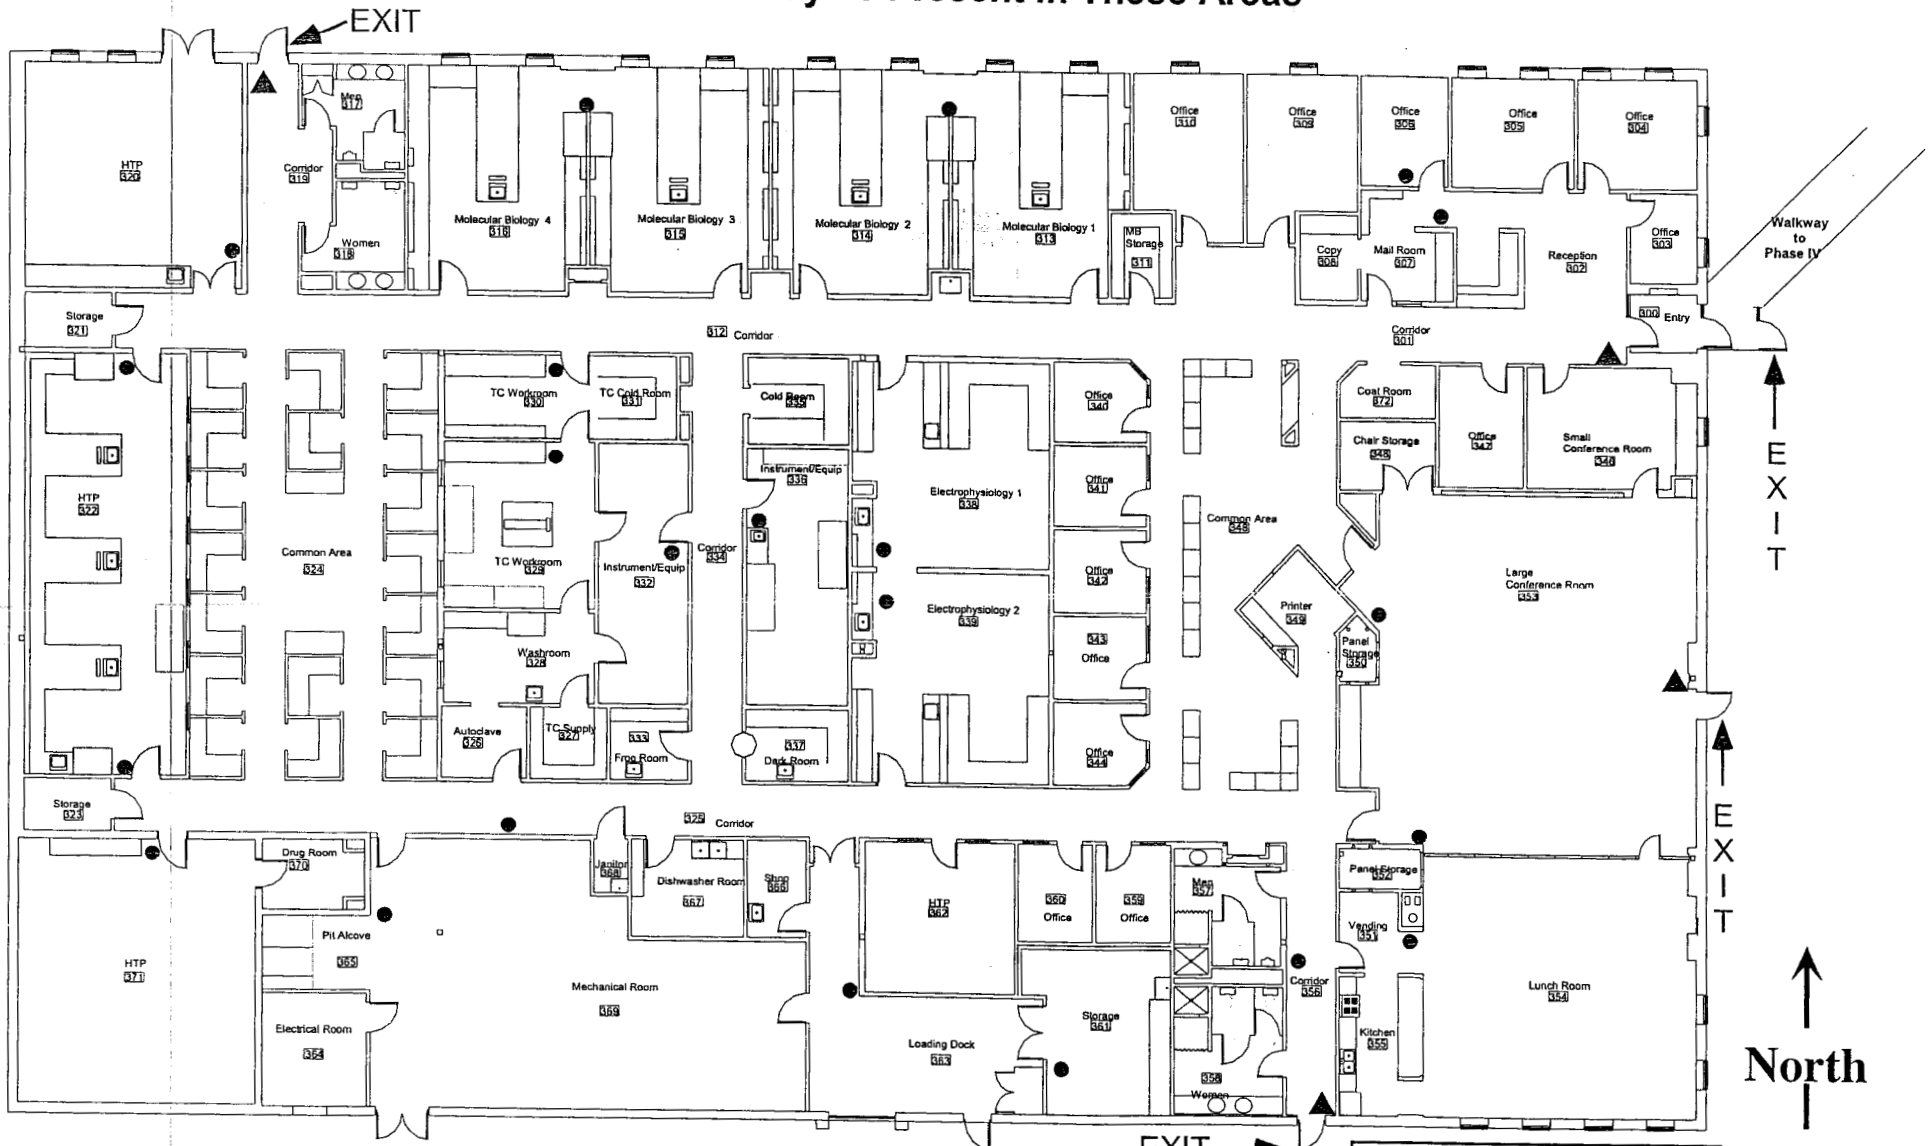 in These Areas
EXIT
HTP
320
Corridor
319
Men
317
Women
318
Molecular Biology 4
316
Molecular Biology 3
315
Molecular Biology 2
314
Molecular Biology 1
313
MB
Storage
311
Office
310
Office
309
Office
306
Office
305
Office
304
Office
303
Copy
308
Mail Room
307
Reception
302
Walkway
to
Phase IV
300 Entry
Storage
321
312 Corridor
Corridor
301
HTP
322
Common Area
324
TC Workroom
330
TC Cold Room
331
TC Workroom
329
Instrument/Equip
332
Washroom
328
Autoclave
326
TC Supply
327
333
Frog Room
Corridor
334
Cold Room
335
Instrument/Equip
336
337
Dark Room
Electrophysiology 1
338
Electrophysiology 2
339
Office
340
Office
341
Office
342
343
Office
Office
344
Common Area
348
Printer
349
Panel
Storage
350
Coat Room
372
Chair Storage
345
Office
347
Small
Conference Room
346
Large
Conference Room
353
EXIT
EXIT
Storage
323
325 Corridor
HTP
371
Drug Room
370
Pit Alcove
365
Electrical Room
364
Mechanical Room
369
Janitor
368
Dishwasher Room
367
Shop
366
HTP
362
360
Office
359
Office
Loading Dock
363
Storage
361
Men
357
358
Women
Corridor
356
Panel Storage
352
Vending
351
Kitchen
355
Lunch Room
354
North
EXIT